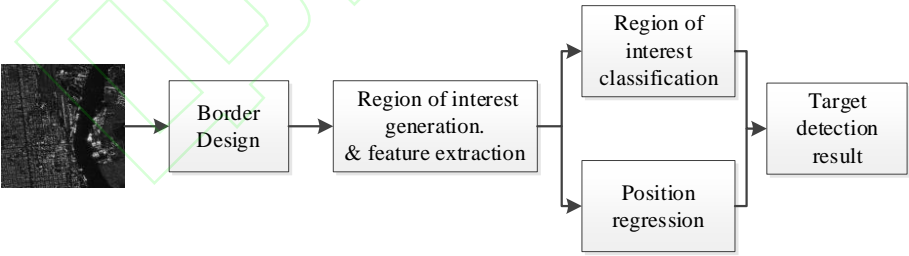 Border
Design
Region of interest
generation.
& feature extraction
Region of
interest
classification
Position
regression
Target
detection
result